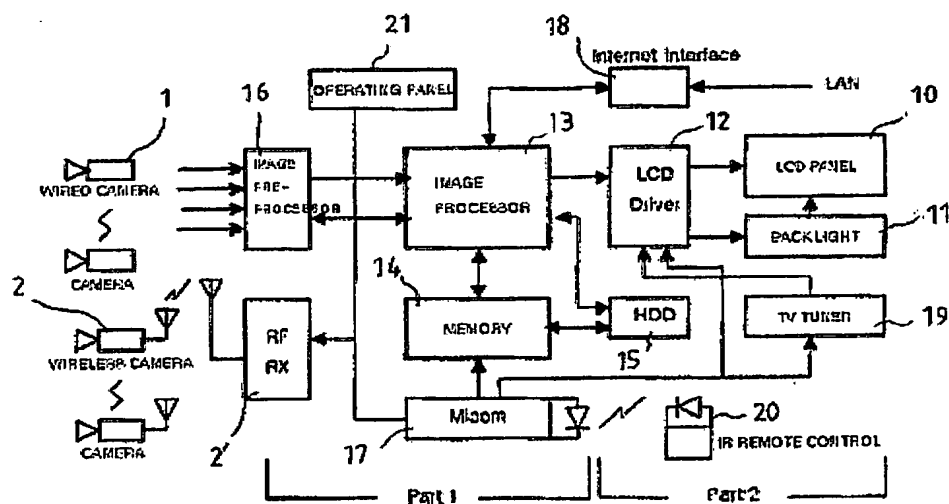 21
18
OPERATING PANEL
Internet Interface
LAN
1
16
13
12
10
WIRED CAMERA
IMAGE
PRE-
PROCESSOR
IMAGE
PROCESSOR
LCD
Driver
LCD PANEL
BACKLIGHT
11
CAMERA
2
14
MEMORY
HDD
15
TV TUNER
19
WIRELESS CAMERA
RF
RX
CAMERA
2'
17
Micom
20
IR REMOTE CONTROL
Part 1
Part 2